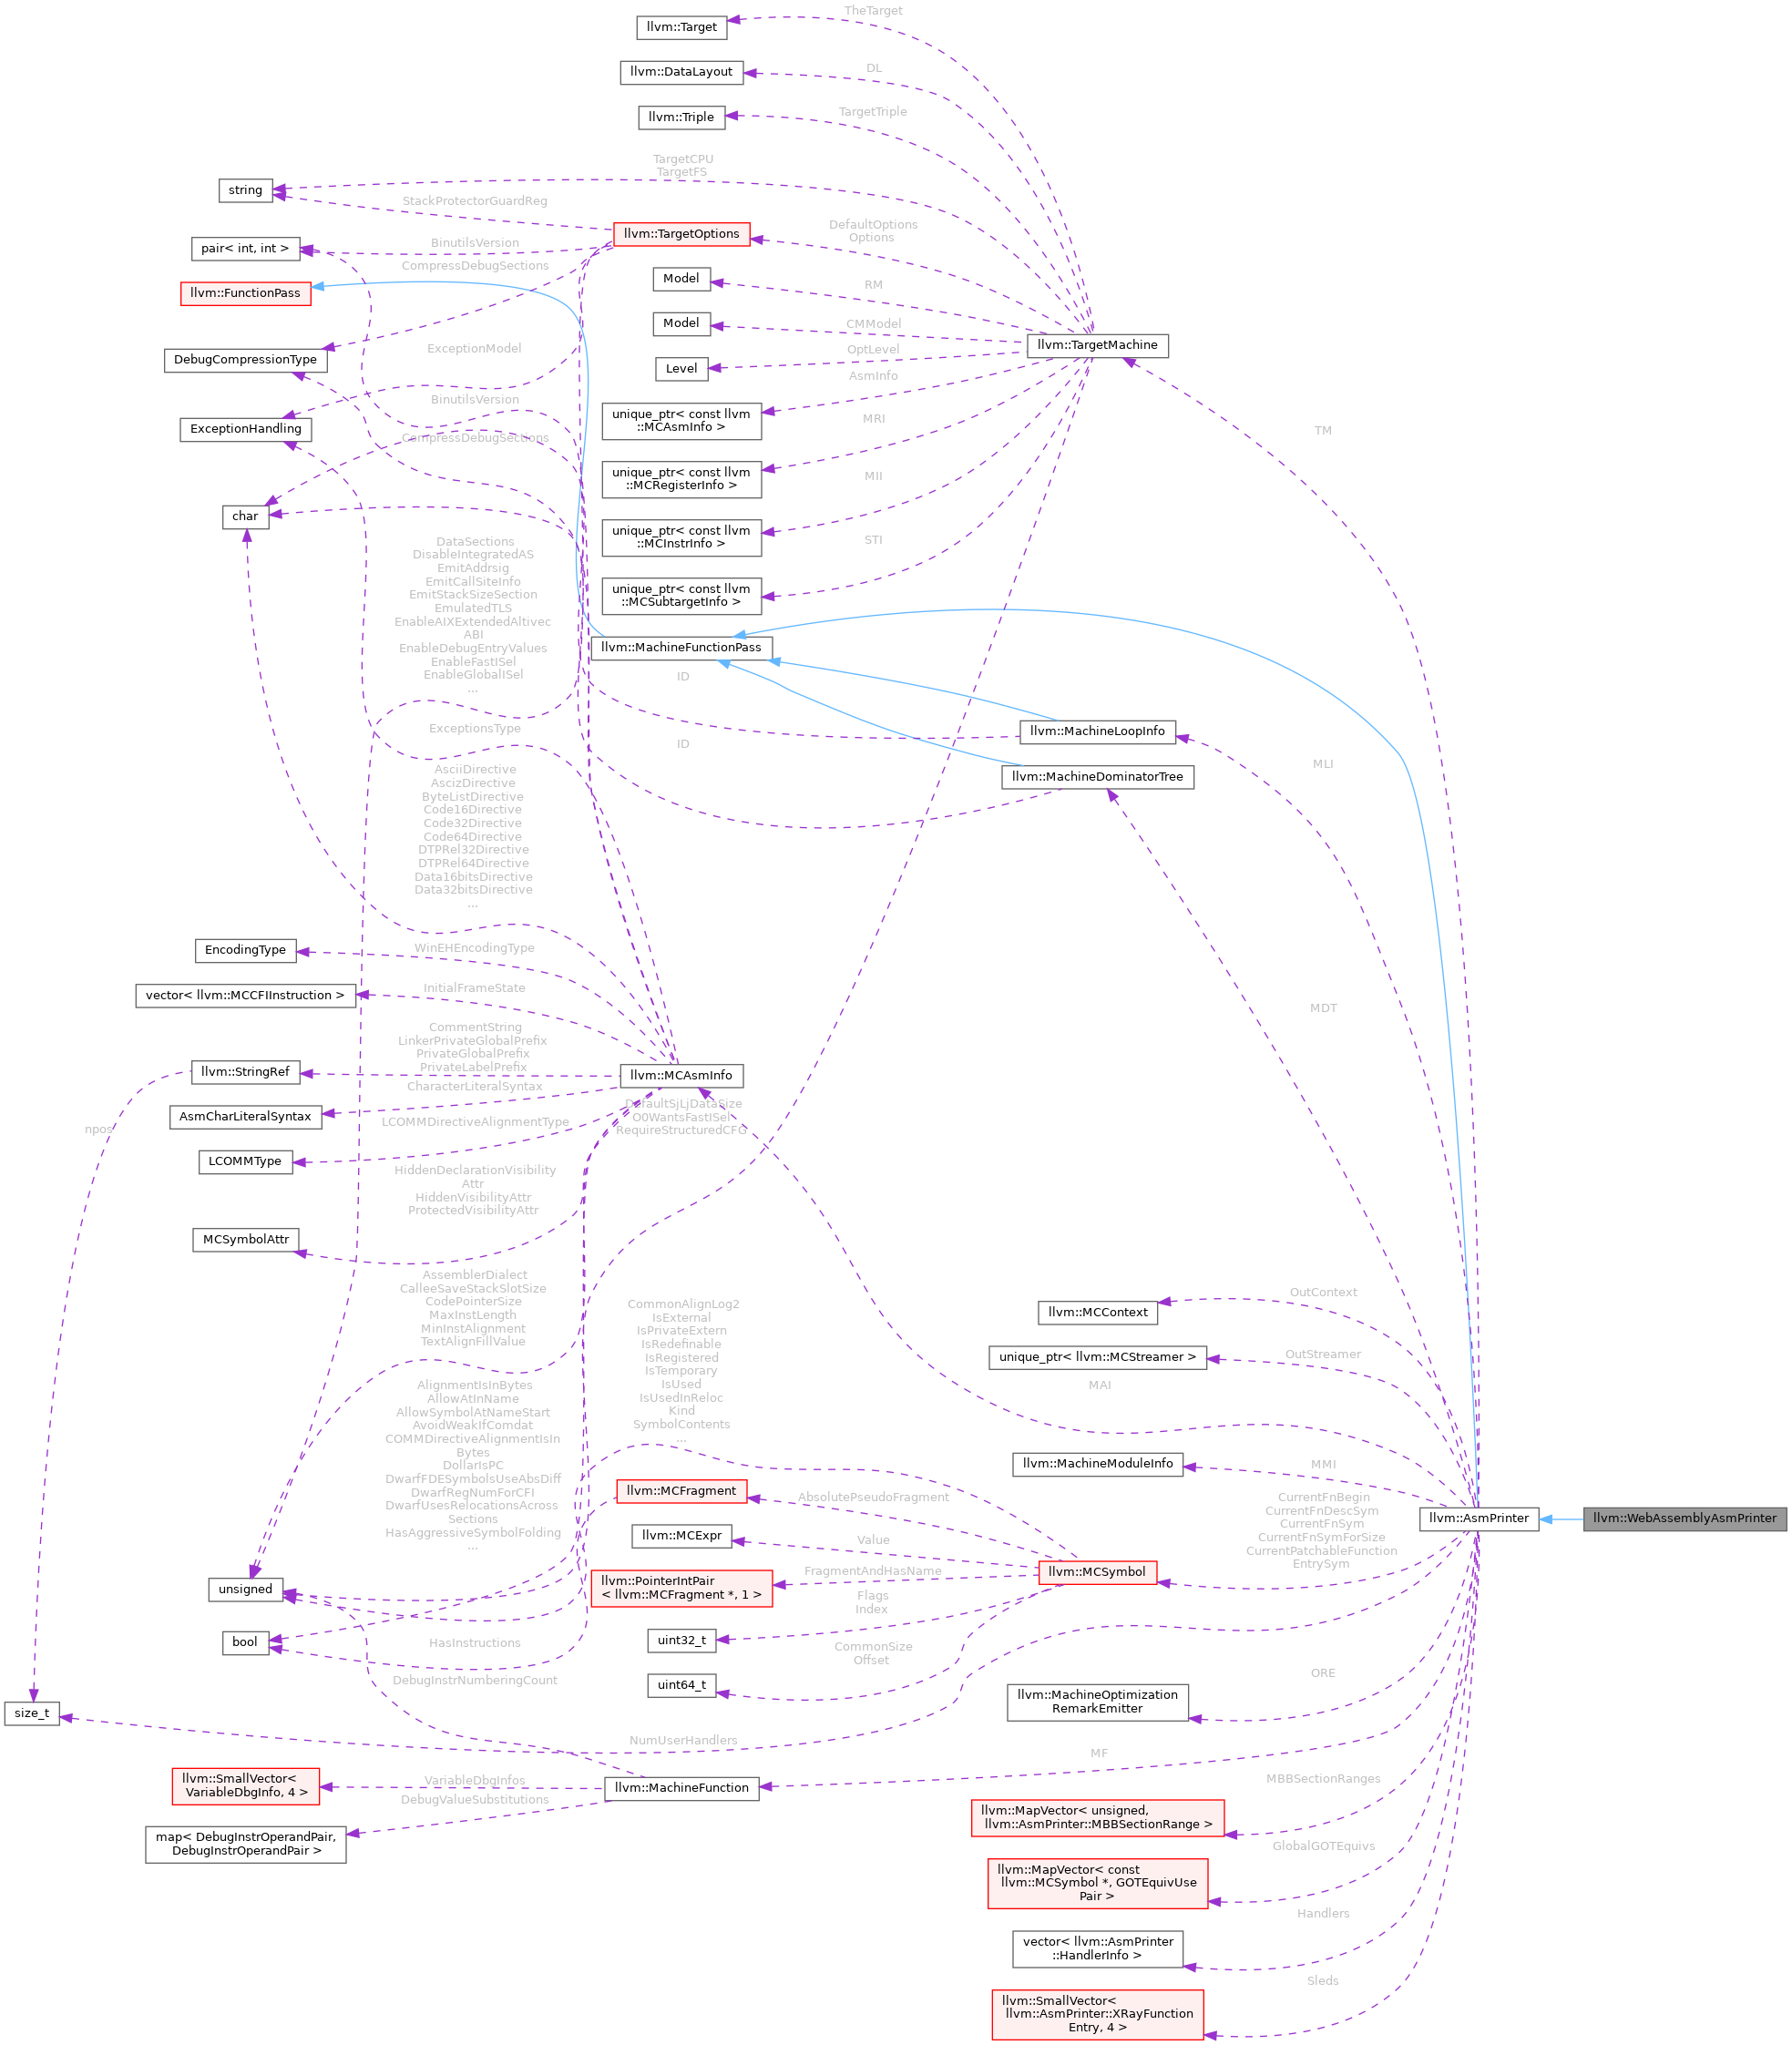 TheTarget
llvm::Target
DL
llvm::DataLayout
TargetTriple
llvm::Triple
TargetCPU
TargetFS
string
StackProtectorGuardReg
DefaultOptions
Options
llvm::TargetOptions
pair< int, int >
BinutilsVersion
CompressDebugSections
Model
RM
llvm::FunctionPass
Model
CMModel
llvm::TargetMachine
DebugCompressionType
ExceptionModel
OptLevel
Level
AsmInfo
BinutilsVersion
unique_ptr< const llvm
::MCAsmInfo >
MRI
TM
ExceptionHandling
CompressDebugSections
unique_ptr< const llvm
::MCRegisterInfo >
MII
char
unique_ptr< const llvm
::MCInstrInfo >
STI
DataSections
DisableIntegratedAS
EmitAddrsig
EmitCallSiteInfo
EmitStackSizeSection
EmulatedTLS
EnableAIXExtendedAltivec
ABI
EnableDebugEntryValues
EnableFastISel
EnableGlobalISel
...
unique_ptr< const llvm
::MCSubtargetInfo >
llvm::MachineFunctionPass
ID
ExceptionsType
llvm::MachineLoopInfo
ID
MLI
llvm::MachineDominatorTree
AsciiDirective
AscizDirective
ByteListDirective
Code16Directive
Code32Directive
Code64Directive
DTPRel32Directive
DTPRel64Directive
Data16bitsDirective
Data32bitsDirective
...
EncodingType
WinEHEncodingType
vector< llvm::MCCFIInstruction >
InitialFrameState
MDT
CommentString
LinkerPrivateGlobalPrefix
PrivateGlobalPrefix
PrivateLabelPrefix
llvm::StringRef
llvm::MCAsmInfo
CharacterLiteralSyntax
AsmCharLiteralSyntax
DefaultSjLjDataSize
O0WantsFastISel
RequireStructuredCFG
LCOMMDirectiveAlignmentType
npos
LCOMMType
HiddenDeclarationVisibility
Attr
HiddenVisibilityAttr
ProtectedVisibilityAttr
MCSymbolAttr
AssemblerDialect
CalleeSaveStackSlotSize
CodePointerSize
MaxInstLength
MinInstAlignment
TextAlignFillValue
OutContext
llvm::MCContext
CommonAlignLog2
IsExternal
IsPrivateExtern
IsRedefinable
IsRegistered
IsTemporary
IsUsed
IsUsedInReloc
Kind
SymbolContents
...
OutStreamer
unique_ptr< llvm::MCStreamer >
MAI
AlignmentIsInBytes
AllowAtInName
AllowSymbolAtNameStart
AvoidWeakIfComdat
COMMDirectiveAlignmentIsIn
Bytes
DollarIsPC
DwarfFDESymbolsUseAbsDiff
DwarfRegNumForCFI
DwarfUsesRelocationsAcross
Sections
HasAggressiveSymbolFolding
...
llvm::MachineModuleInfo
MMI
llvm::MCFragment
AbsolutePseudoFragment
CurrentFnBegin
CurrentFnDescSym
CurrentFnSym
CurrentFnSymForSize
CurrentPatchableFunction
EntrySym
llvm::AsmPrinter
llvm::WebAssemblyAsmPrinter
llvm::MCExpr
Value
llvm::MCSymbol
FragmentAndHasName
llvm::PointerIntPair
< llvm::MCFragment *, 1 >
unsigned
Flags
Index
uint32_t
bool
HasInstructions
CommonSize
Offset
uint64_t
DebugInstrNumberingCount
ORE
llvm::MachineOptimization
RemarkEmitter
size_t
NumUserHandlers
MF
llvm::SmallVector<
VariableDbgInfo, 4 >
VariableDbgInfos
llvm::MachineFunction
DebugValueSubstitutions
MBBSectionRanges
llvm::MapVector< unsigned,
llvm::AsmPrinter::MBBSectionRange >
map< DebugInstrOperandPair,
DebugInstrOperandPair >
GlobalGOTEquivs
llvm::MapVector< const
llvm::MCSymbol *, GOTEquivUse
Pair >
Handlers
vector< llvm::AsmPrinter
::HandlerInfo >
Sleds
llvm::SmallVector<
llvm::AsmPrinter::XRayFunction
Entry, 4 >